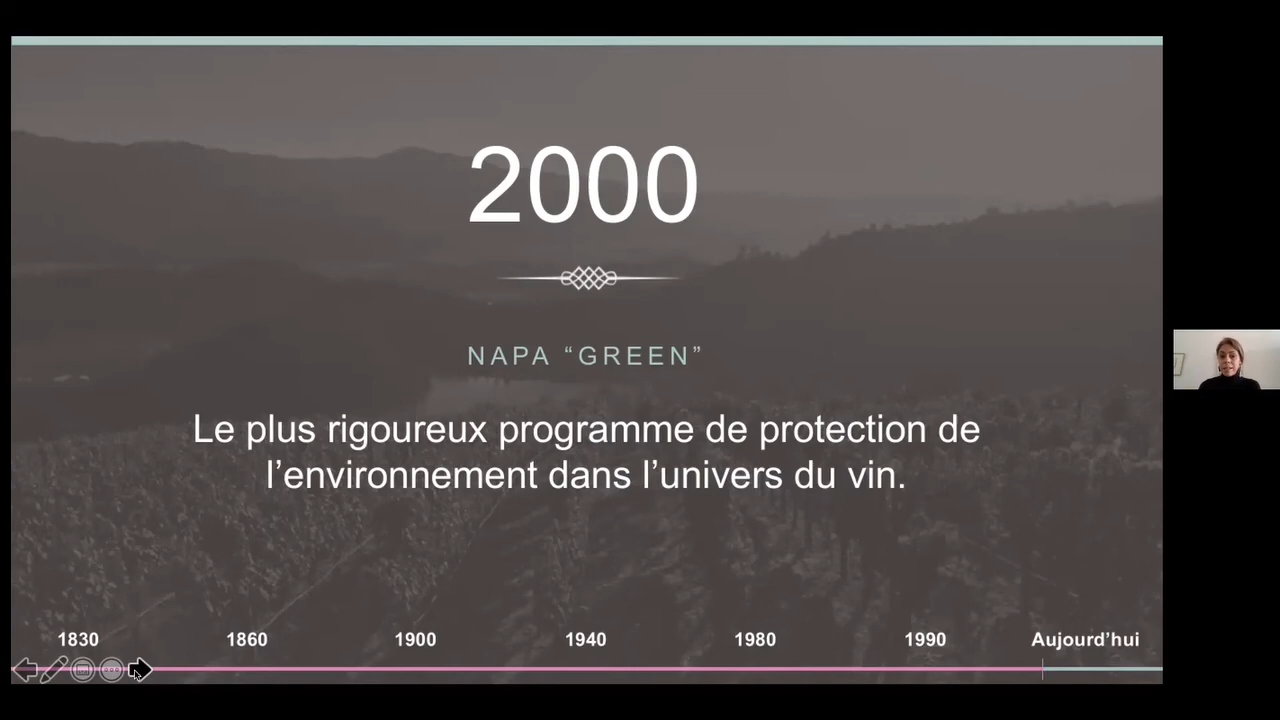 2000
NAPA “GREEN”
Le plus rigoureux programme de protection de
l’environnement dans l’univers du vin.
1830 1860 1900 1940 1980 1990 Aujourd’hui